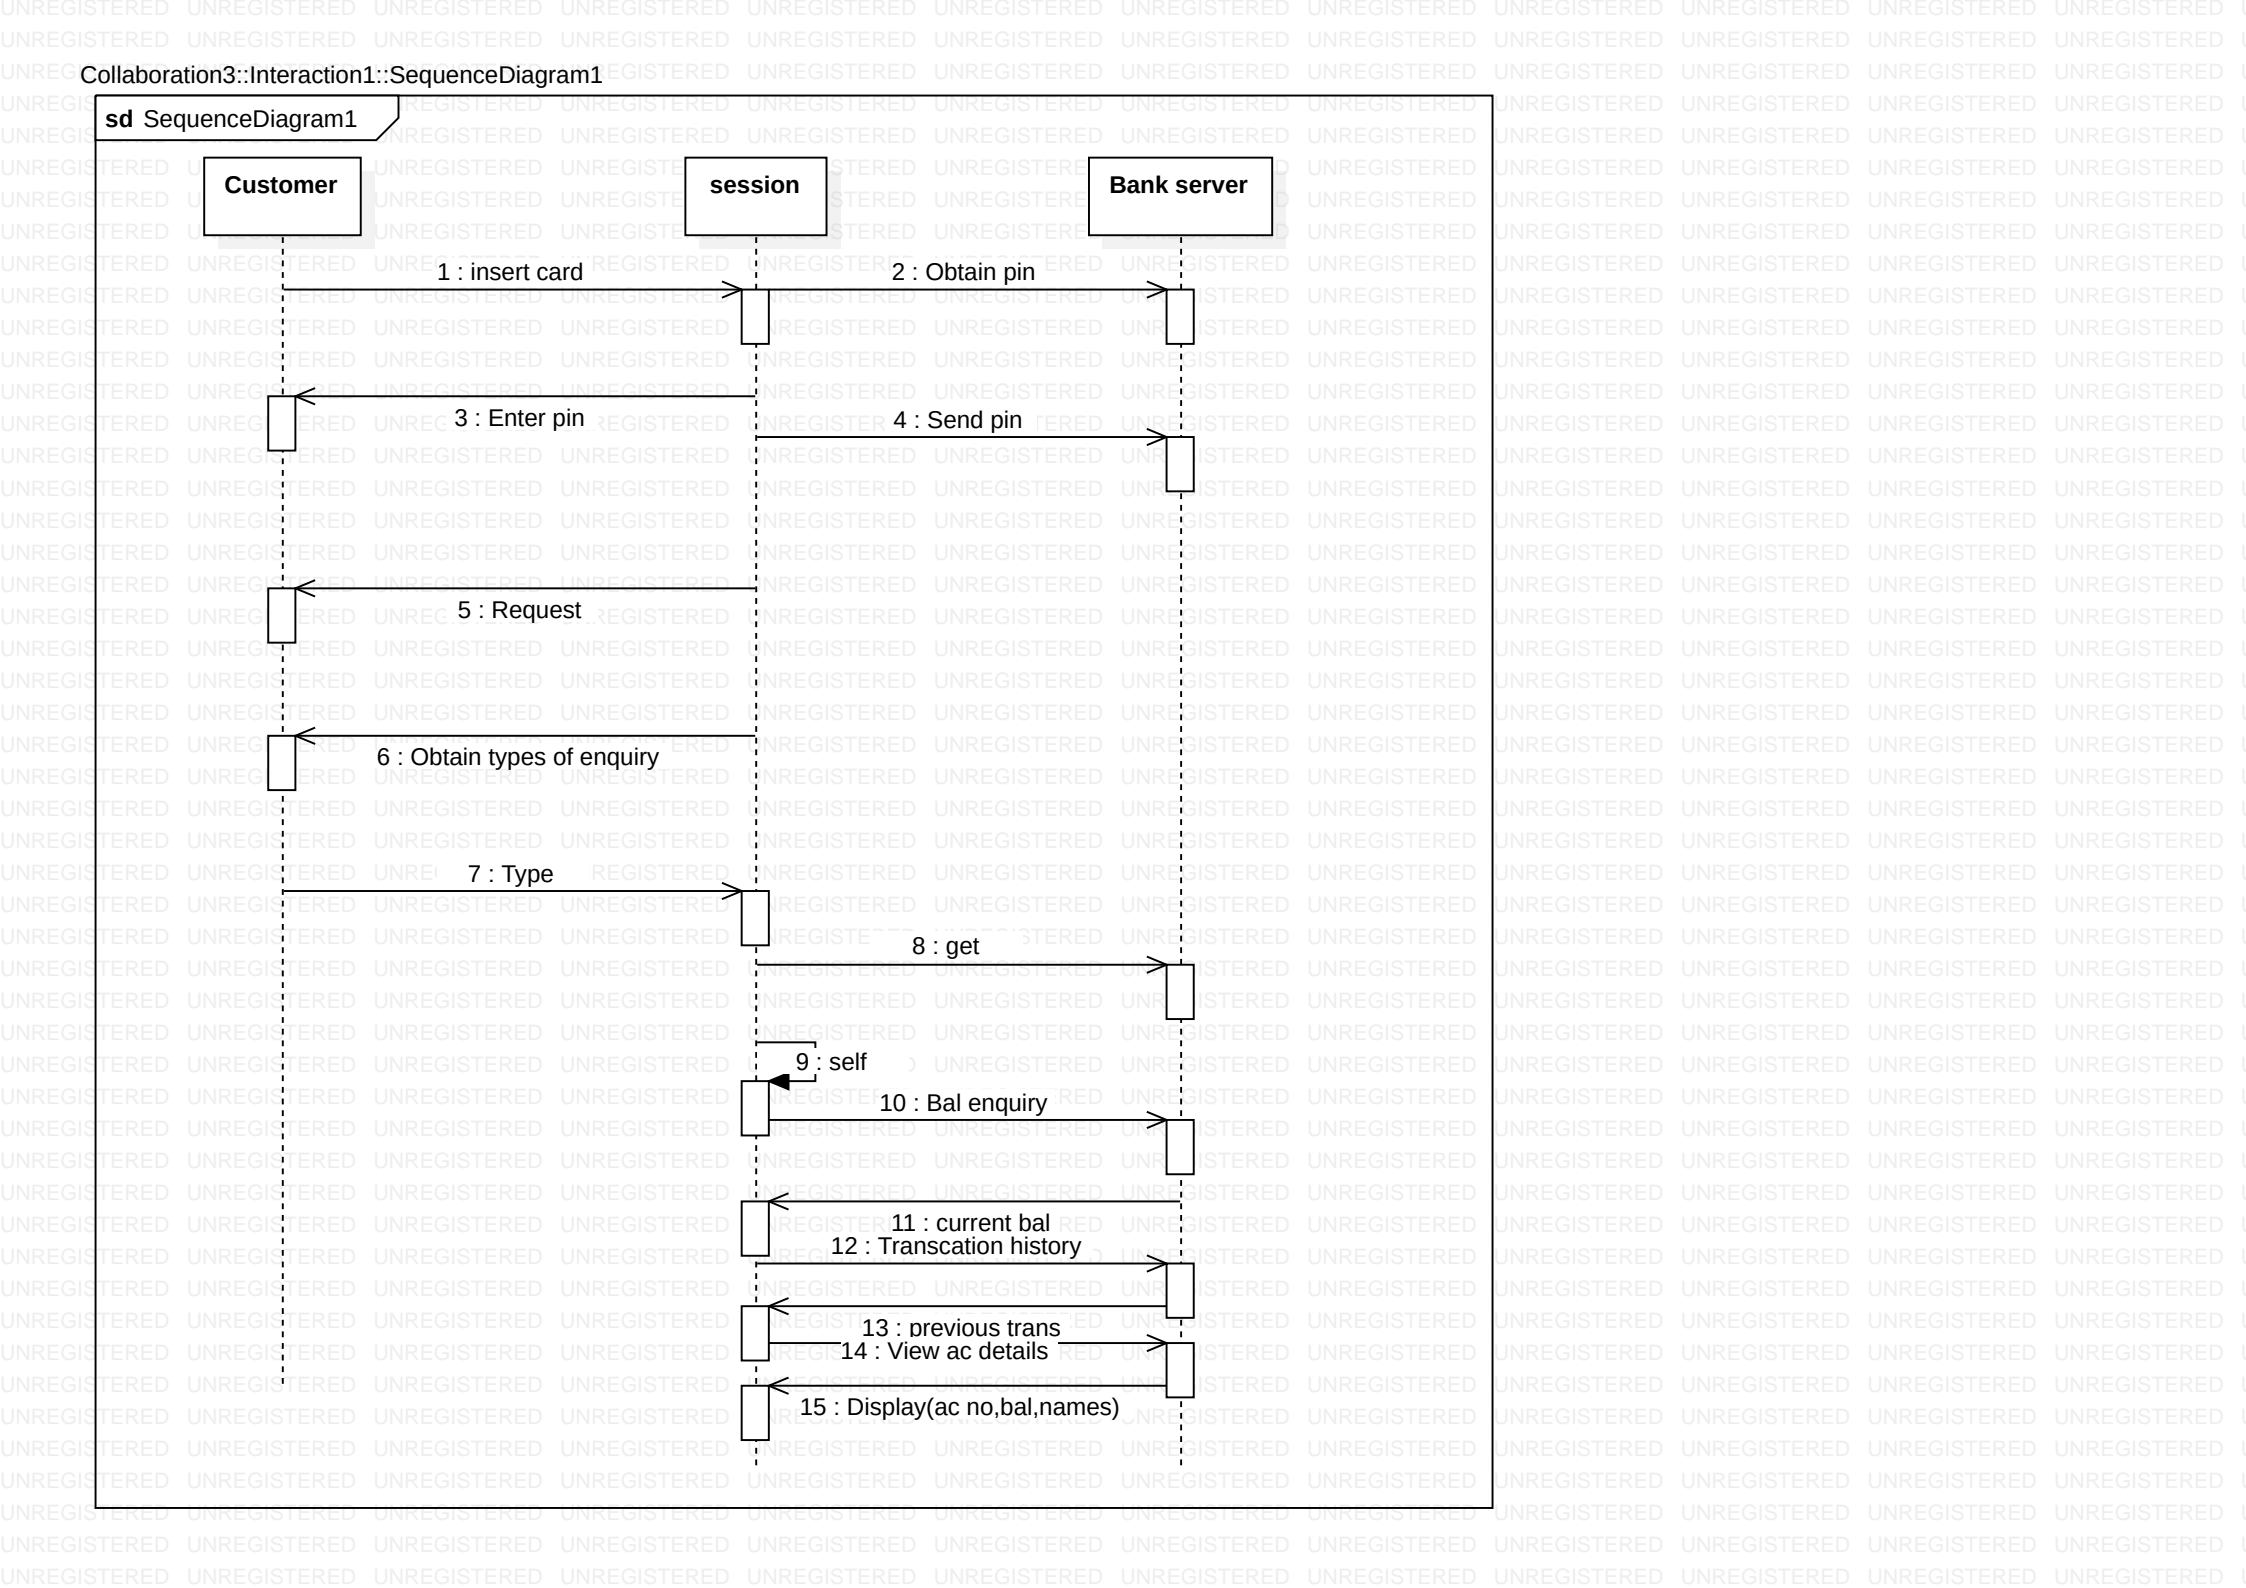 Collaboration3::Interaction1::SequenceDiagram1
sd SequenceDiagram1
Customer
session
Bank server
1 : insert card
2 : Obtain pin
3 : Enter pin
4 : Send pin
5 : Request
6 : Obtain types of enquiry
7 : Type
8 : get
9 : self
10 : Bal enquiry
11 : current bal
12 : Transcation history
13 : previous trans
14 : View ac details
15 : Display(ac no,bal,names)
UNREGISTERED